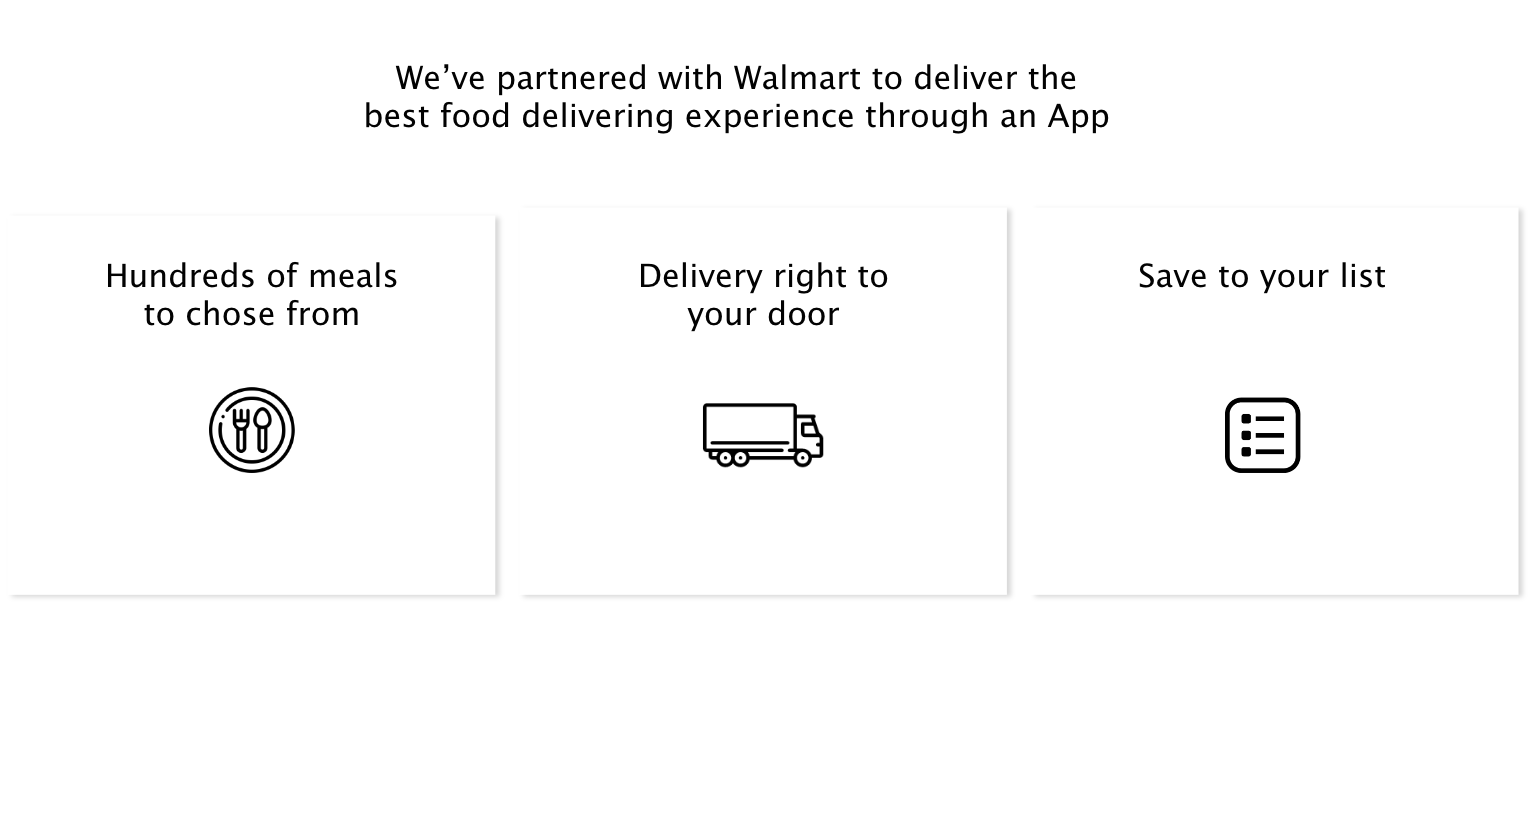 We’ve partnered with Walmart to deliver the
best food delivering experience through an App
Hundreds of meals
to chose from
Delivery right to
your door
Save to your list